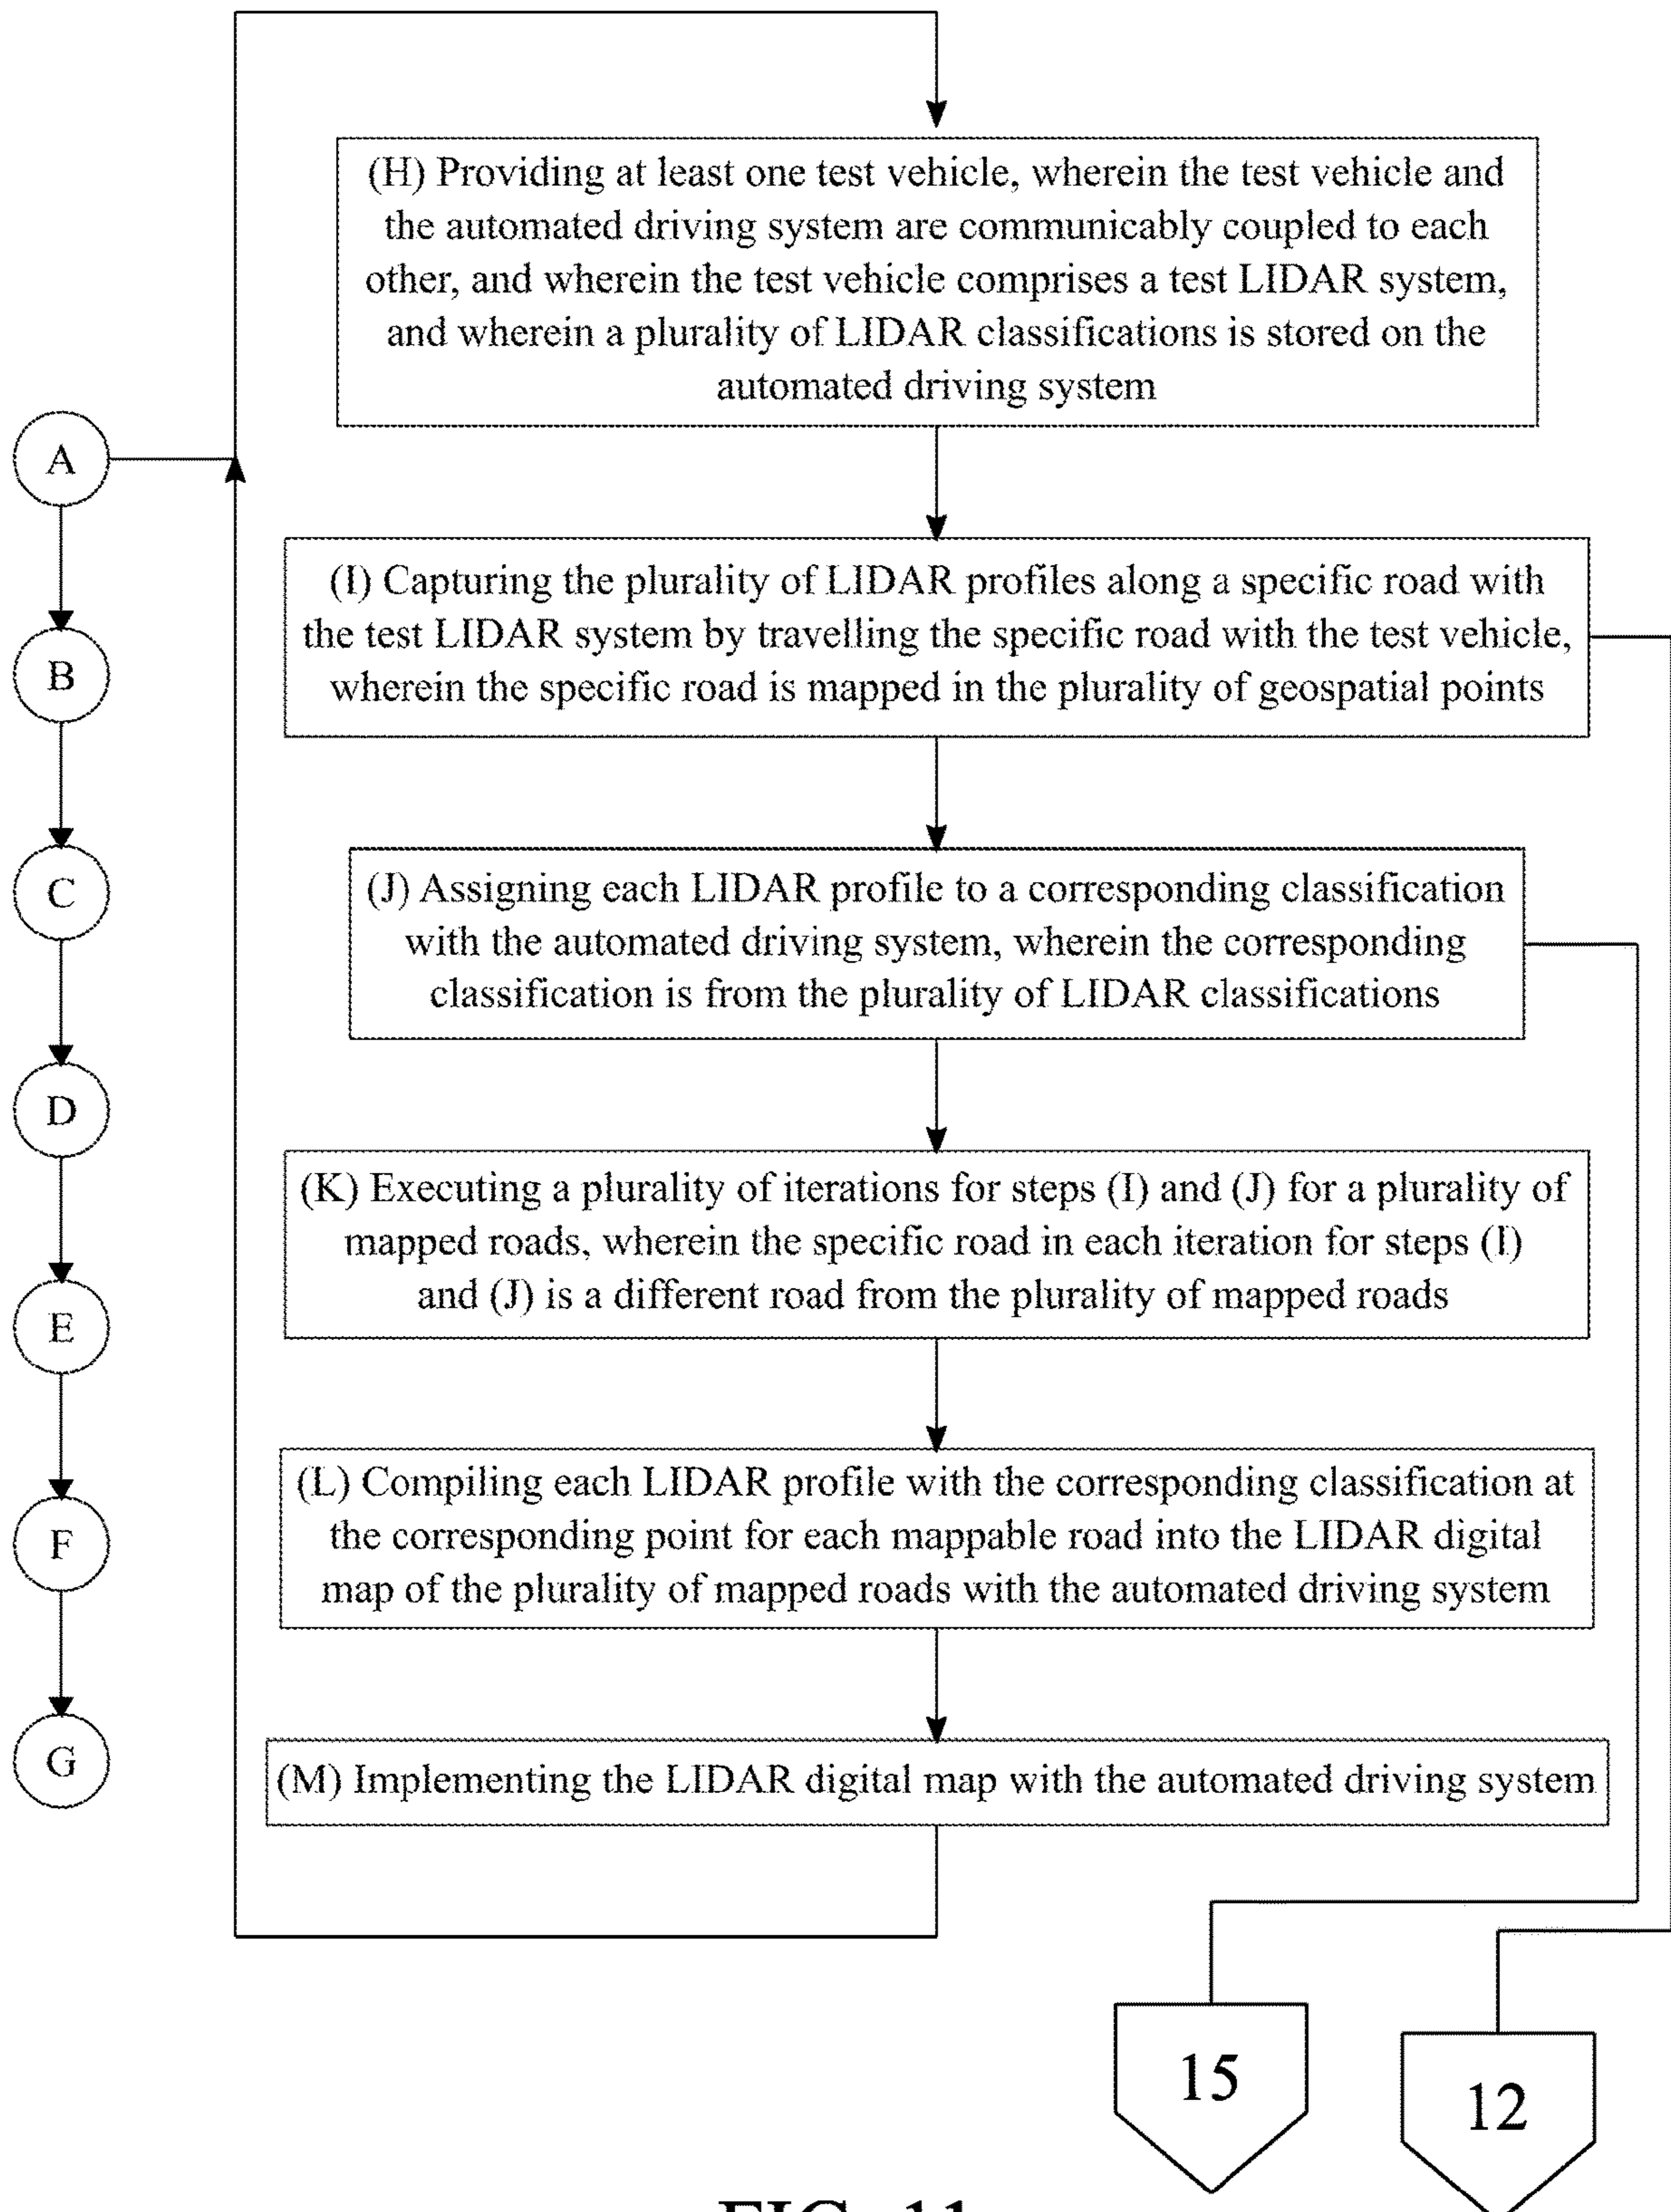 (H) Providing at least one test vehicle, wherein the test vehicle and
the automated driving system are communicably coupled to each
other, and wherein the test vehicle comprises a test LIDAR system,
and wherein a plurality of LIDAR classifications is stored on the
automated driving system
A
(I) Capturing the plurality of LIDAR profiles along a specific road with
the test LIDAR system by travelling the specific road with the test vehicle,
wherein the specific road is mapped in the plurality of geospatial points
B
(J) Assigning each LIDAR profile to a corresponding classification
with the automated driving system, wherein the corresponding
classification is from the plurality of LIDAR classifications
C
D
(K) Executing a plurality of iterations for steps (I) and (J) for a plurality of
mapped roads, wherein the specific road in each iteration for steps (I)
and (J) is a different road from the plurality of mapped roads
E
(L) Compiling each LIDAR profile with the corresponding classification at
the corresponding point for each mappable road into the LIDAR digital
map of the plurality of mapped roads with the automated driving system
F
G
(M) Implementing the LIDAR digital map with the automated driving system
15
12
FIG. 11